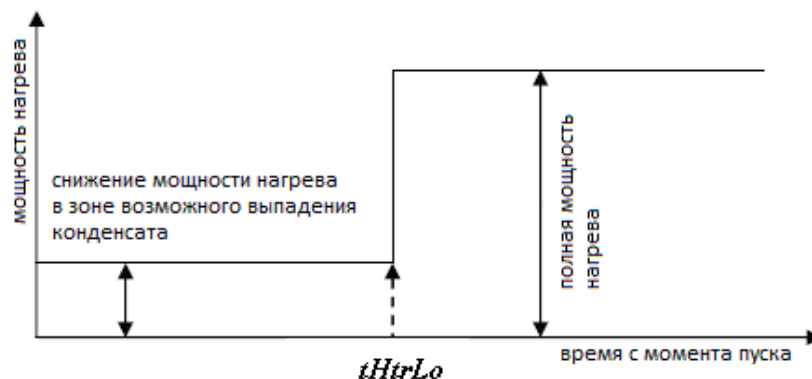 мощность нагрева
снижение мощности нагрева
в зоне возможного выпадения
конденсата
полная мощность
нагрева
время с момента пуска
tHtrLo